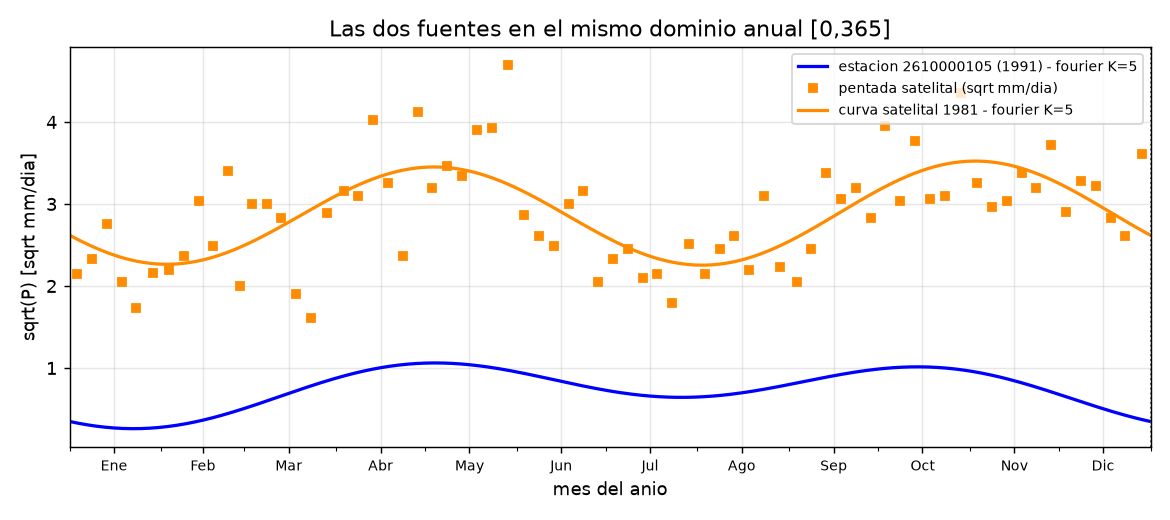 Las dos fuentes en el mismo dominio anual [0,365]
estacion 2610000105 (1991) - fourier K=5
pentada satelital (sqrt mm/dia)
curva satelital 1981 - fourier K=5
sqrt(P) [sqrt mm/dia]
4
3
2
1
Ene Feb Mar Abr May Jun Jul Ago Sep Oct Nov Dic
mes del anio